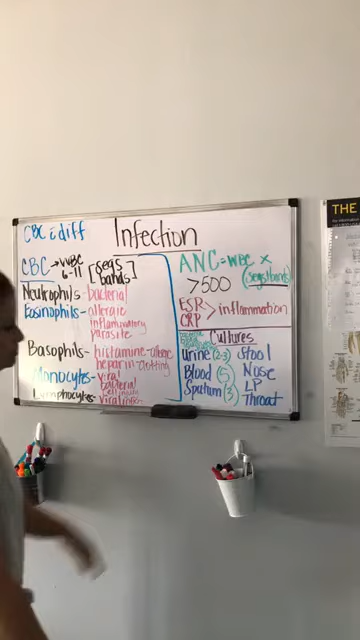 CBC c diff
Infection
CBC → WBC
6-11
[segs
bands]
Neutrophils - bacterial
Eosinophils - allergic
inflammatory
parasite
Basophils - histamine - allergic
heparin - clotting
Monocytes - viral
bacterial
Lymphocytes -
ANC = WBC x
(segs+bands)
>500
ESR
CRP > inflammation
Cultures
Urine (2-3) Stool
Blood (5) Nose
Sputum (3) LP
Throat
THE